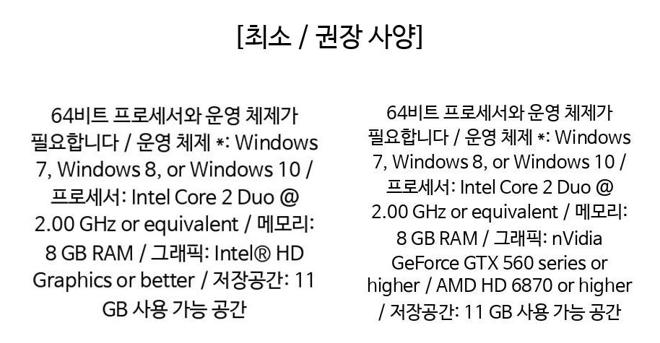 [최소 / 권장 사양]
64비트 프로세서와 운영 체제가
필요합니다 / 운영 체제 *: Windows
7, Windows 8, or Windows 10 /
프로세서: Intel Core 2 Duo @
2.00 GHz or equivalent / 메모리:
8 GB RAM / 그래픽: Intel® HD
Graphics or better / 저장공간: 11
GB 사용 가능 공간
64비트 프로세서와 운영 체제가
필요합니다 / 운영 체제 *: Windows
7, Windows 8, or Windows 10 /
프로세서: Intel Core 2 Duo @
2.00 GHz or equivalent / 메모리:
8 GB RAM / 그래픽: nVidia
GeForce GTX 560 series or
higher / AMD HD 6870 or higher
/ 저장공간: 11 GB 사용 가능 공간